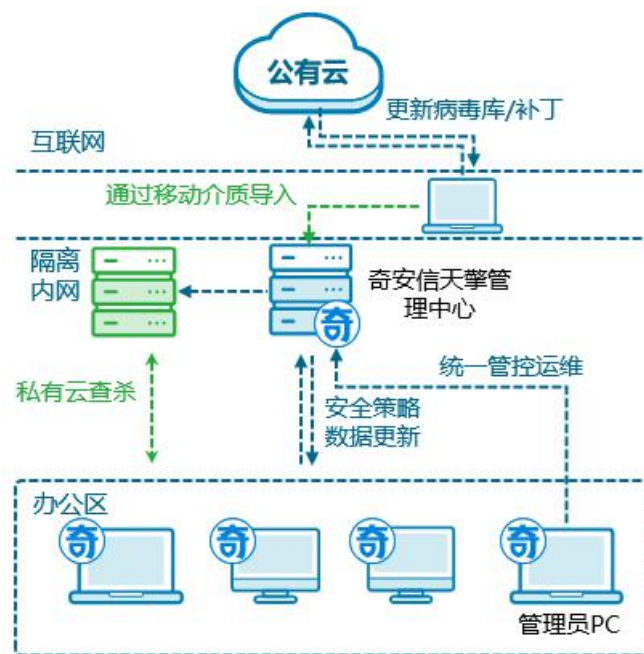 公有云
更新病毒库/补丁
互联网
通过移动介质导入
隔离
内网
奇安信天擎管
理中心
奇
统一管控运维
私有云查杀
安全策略
数据更新
办公区
奇
奇
奇
奇
管理员PC